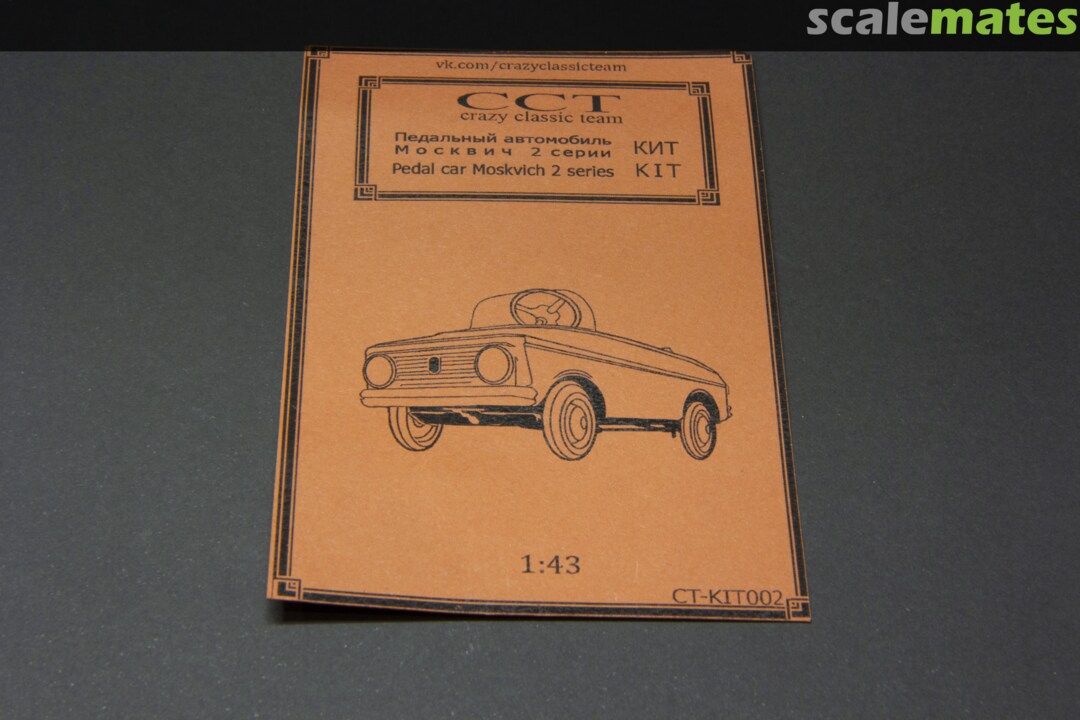 scalemates
vk.com/crazyclassicteam
CCT
crazy classic team
Педальный автомобиль
Москвич 2 серии КИТ
Pedal car Moskvich 2 series KIT
1:43
CT-KIT002